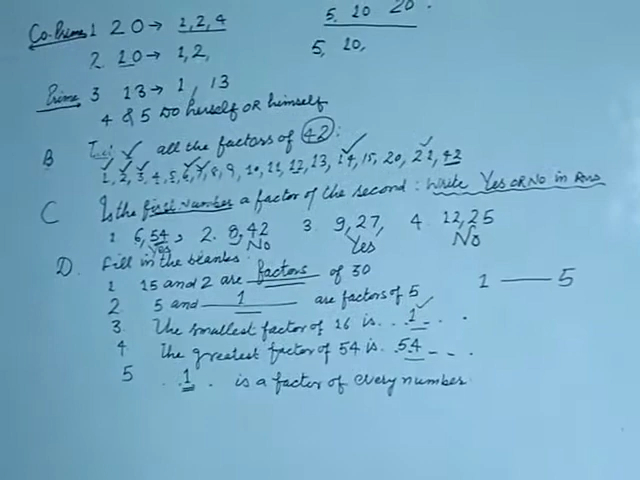 Co-Prime 1 20 → 1,2,4
5, 10 20
2. 10 → 1,2,
5, 10,
Prime 3 13 → 1, 13
4 & 5 Do herself OR himself
B Tick ✓ all the factors of 42:
1, 2, 3, 4, 5, 6, 7, 8, 9, 10, 11, 12, 13, 14, 15, 20, 21, 42
C Is the first Number a factor of the second: Write Yes OR NO in
1 6, 54, 2. 8, 42 3. 9, 27, 4. 12, 25
Yes No Yes No
D. Fill in the blanks
1 15 and 2 are factors of 30
2 5 and 1 are factors of 5
1 — 5
3. The smallest factor of 16 is . . 1 - . .
4 The greatest factor of 54 is . . 54 - - .
5 . 1 . is a factor of every number